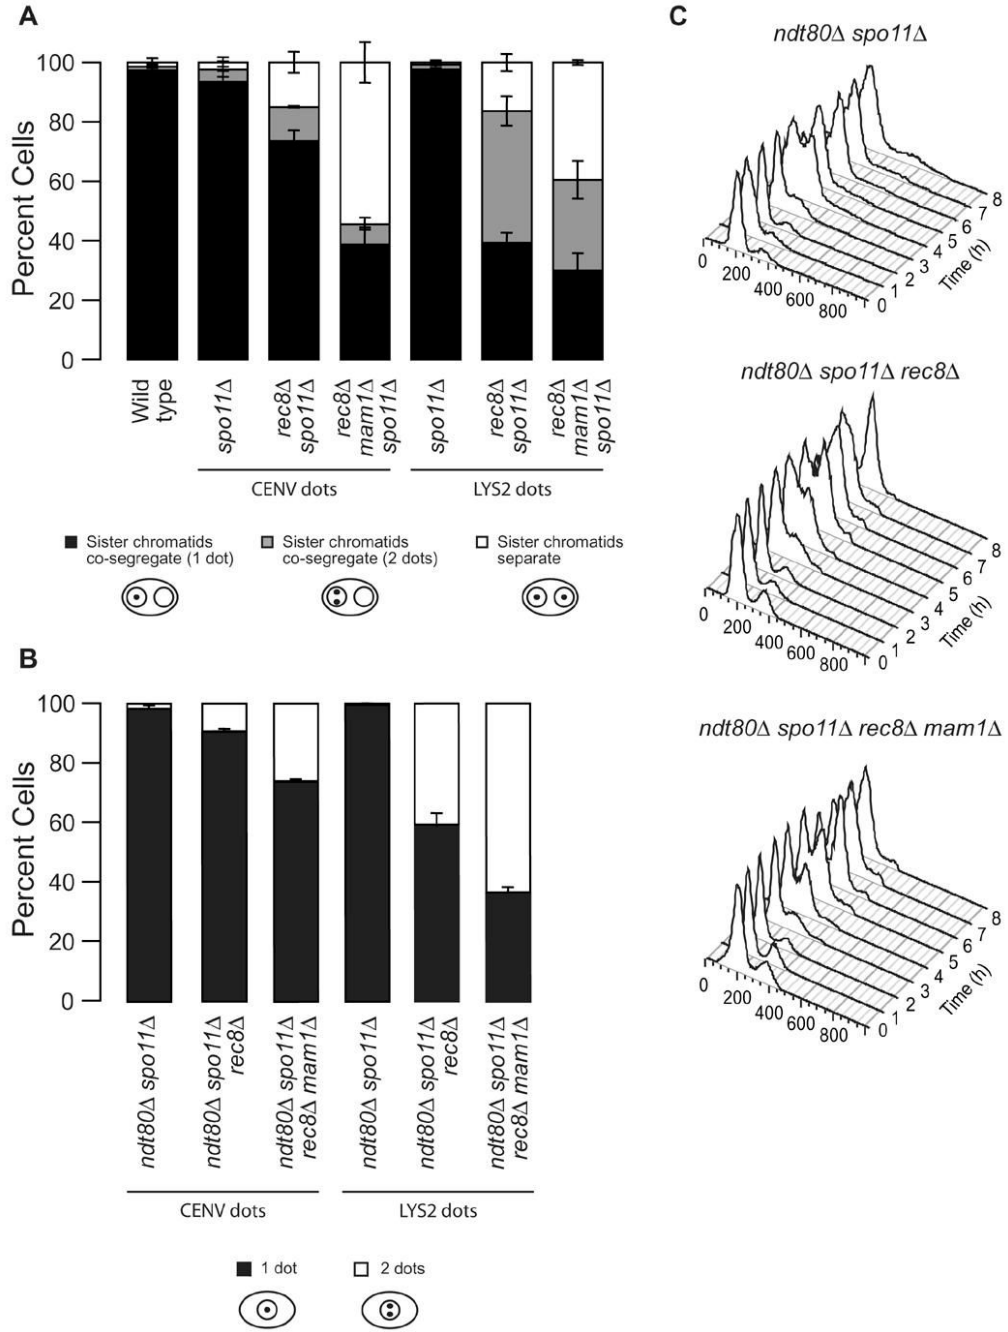 A
Percent Cells
100
80
60
40
20
0
Wild
type
spo11Δ
rec8Δ
spo11Δ
rec8Δ
mam1Δ
spo11Δ
spo11Δ
rec8Δ
spo11Δ
rec8Δ
mam1Δ
spo11Δ
CENV dots
LYS2 dots
Sister chromatids
co-segregate (1 dot)
Sister chromatids
co-segregate (2 dots)
Sister chromatids
separate
B
Percent Cells
100
80
60
40
20
0
ndt80Δ spo11Δ
ndt80Δ spo11Δ
rec8Δ
ndt80Δ spo11Δ
rec8Δ mam1Δ
ndt80Δ spo1Δ
ndt80Δ spo11Δ
rec8Δ
ndt80Δ spo11Δ
rec8Δ mam1Δ
CENV dots
LYS2 dots
1 dot
2 dots
C
ndt80Δ spo11Δ
0 200 400 600 800
0 1 2 3 4 5 6 7 8
Time (h)
ndt80Δ spo11Δ rec8Δ
0 200 400 600 800
0 1 2 3 4 5 6 7 8
Time (h)
ndt80Δ spo11Δ rec8Δ mam1Δ
0 200 400 600 800
0 1 2 3 4 5 6 7 8
Time (h)